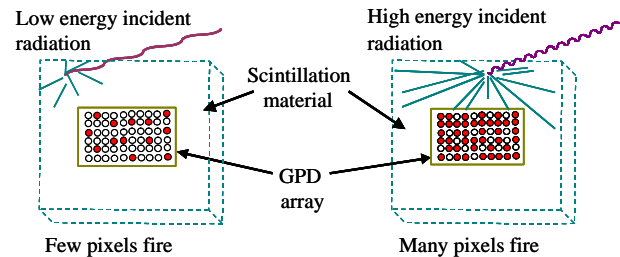 Low energy incident
radiation
High energy incident
radiation
Scintillation
material
GPD
array
Few pixels fire
Many pixels fire